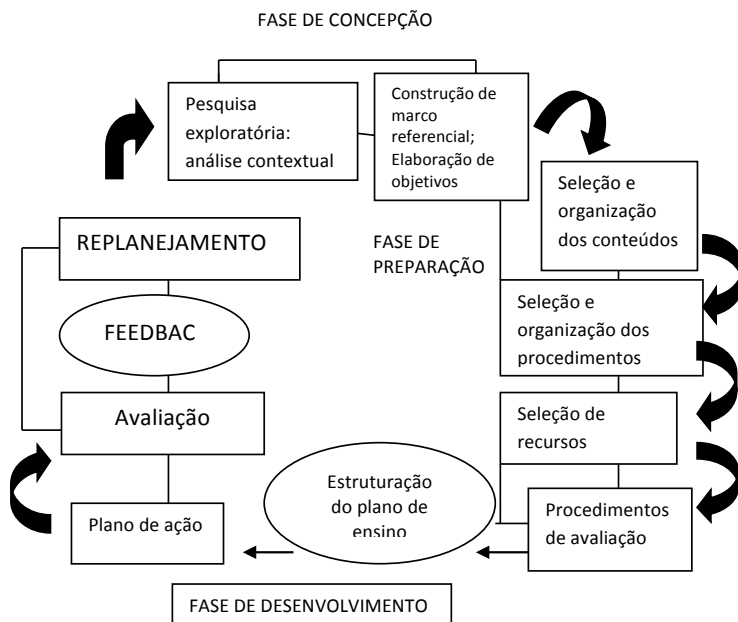 FASE DE CONCEPÇÃO
Pesquisa
exploratória:
análise contextual
Construção de
marco
referencial;
Elaboração de
objetivos
Seleção e
organização
dos conteúdos
FASE DE
PREPARAÇÃO
Seleção e
organização dos
procedimentos
Seleção de
recursos
Procedimentos
de avaliação
Estruturação
do plano de
ensino
FASE DE DESENVOLVIMENTO
Plano de ação
Avaliação
FEEDBAC
REPLANEJAMENTO